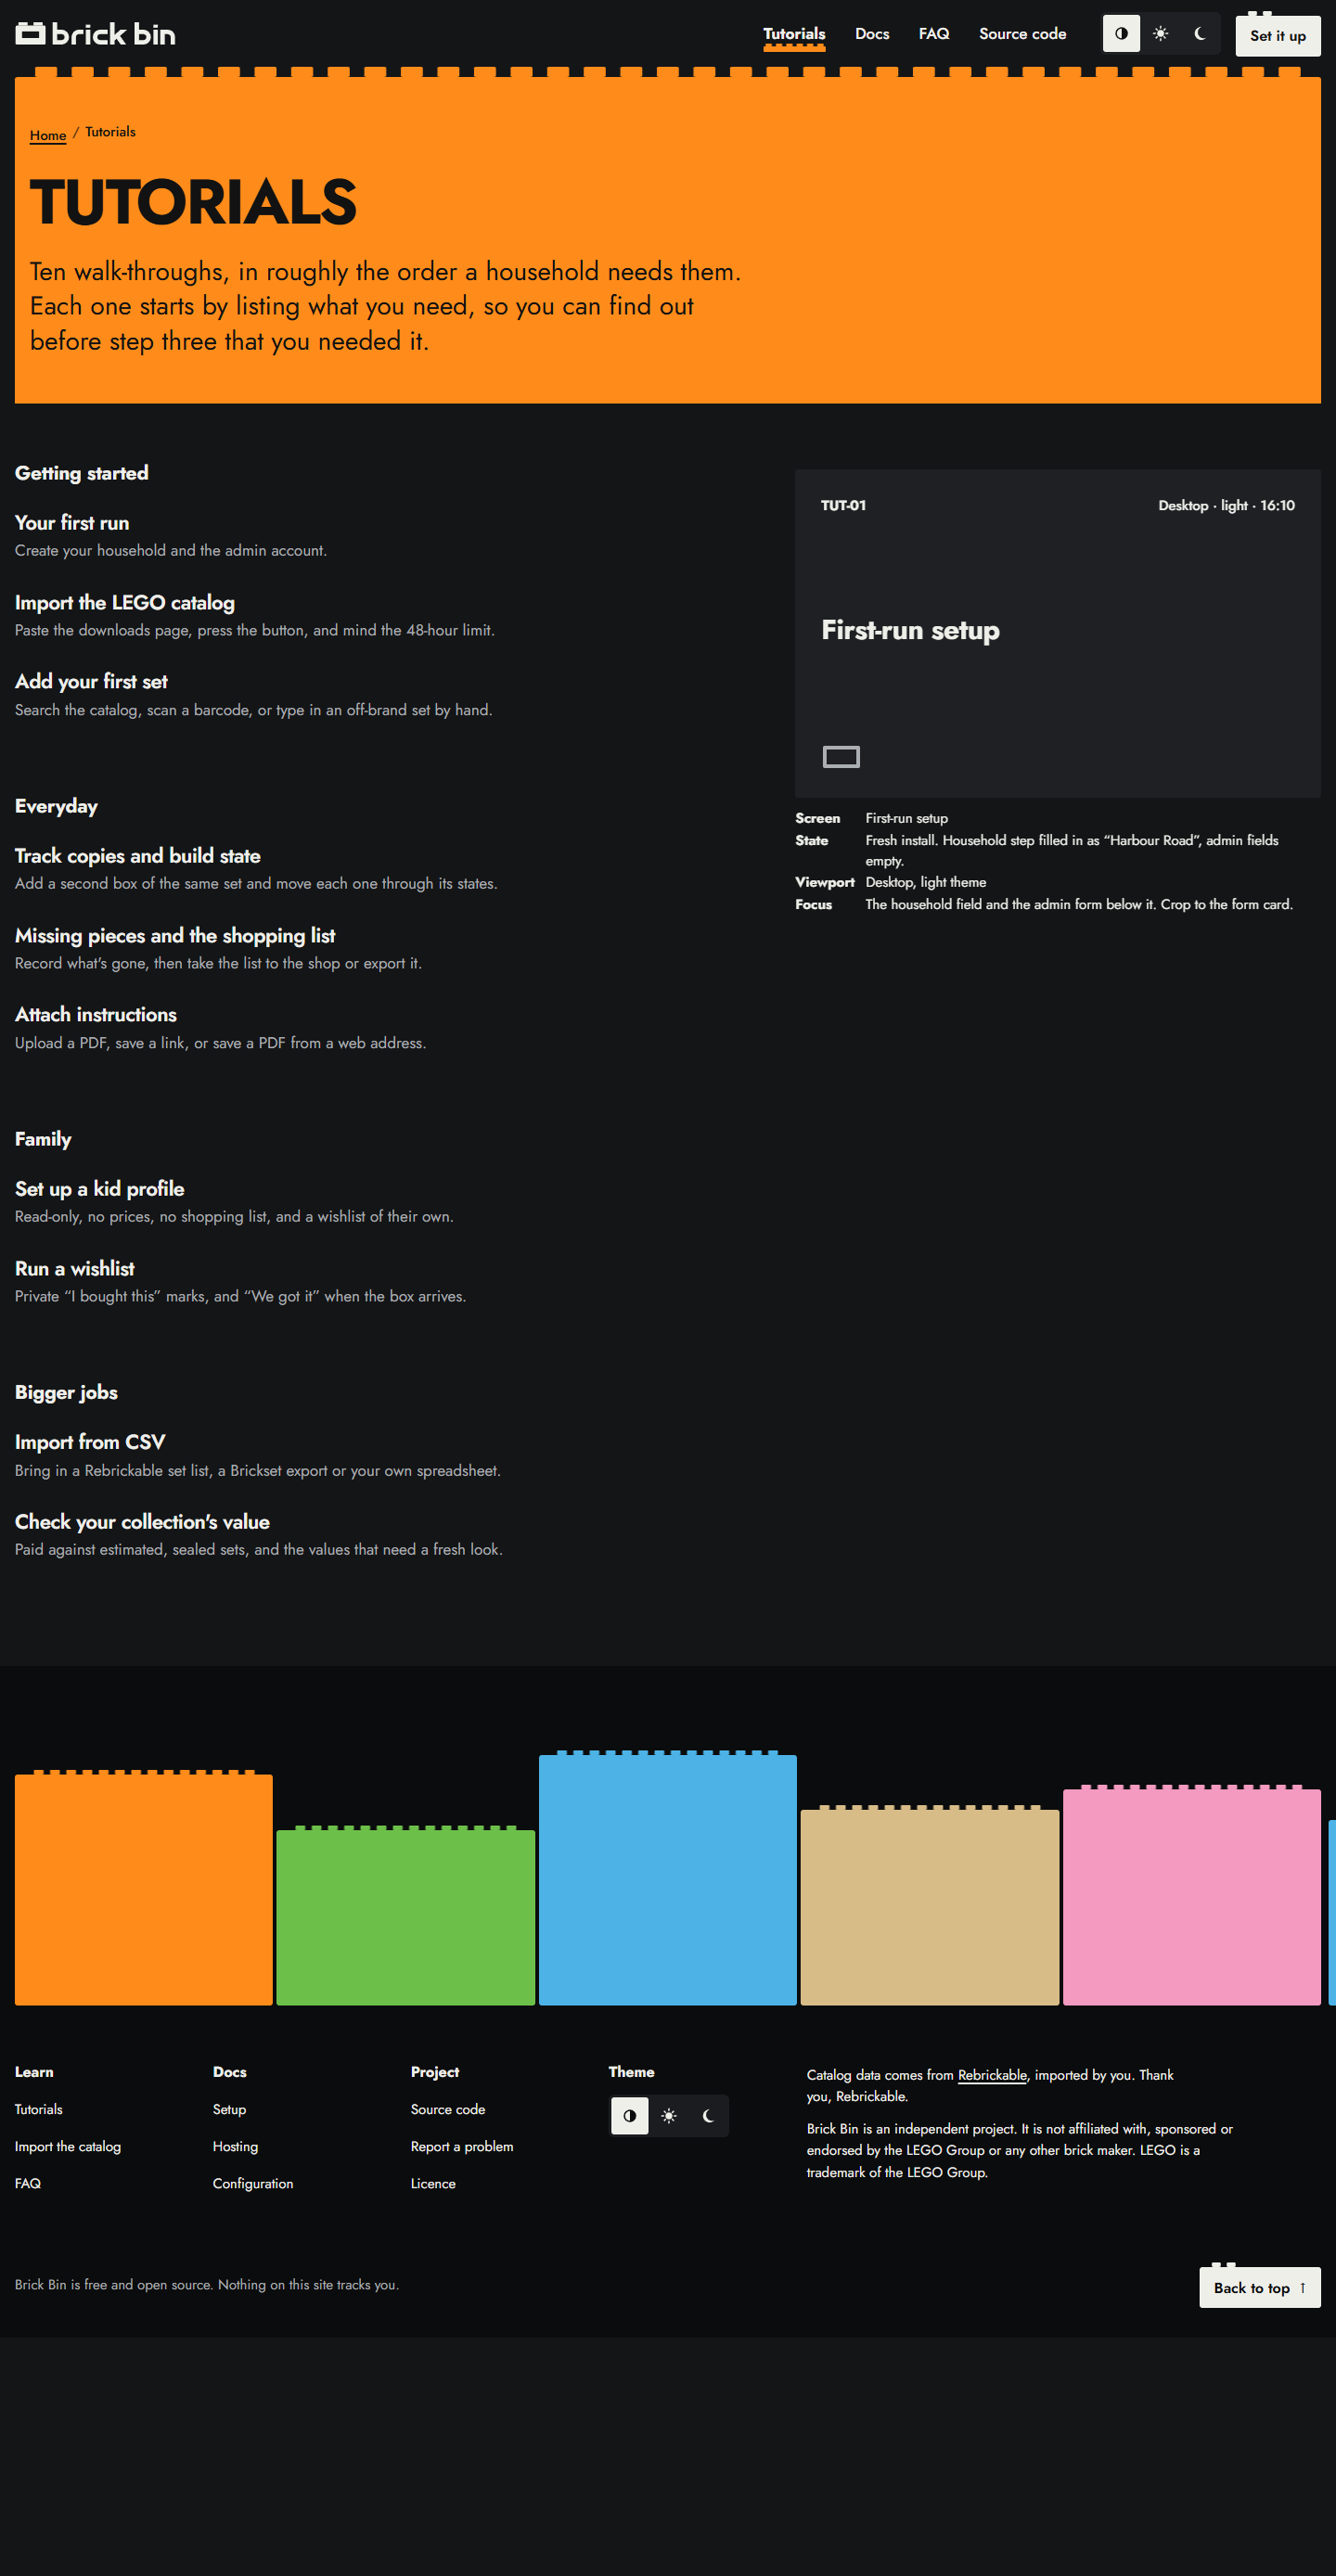 brick bin
Tutorials
Docs
FAQ
Source code
Set it up
Home / Tutorials
TUTORIALS
Ten walk-throughs, in roughly the order a household needs them.
Each one starts by listing what you need, so you can find out
before step three that you needed it.
Getting started
Your first run
Create your household and the admin account.
Import the LEGO catalog
Paste the downloads page, press the button, and mind the 48-hour limit.
Add your first set
Search the catalog, scan a barcode, or type in an off-brand set by hand.
Everyday
Track copies and build state
Add a second box of the same set and move each one through its states.
Missing pieces and the shopping list
Record what's gone, then take the list to the shop or export it.
Attach instructions
Upload a PDF, save a link, or save a PDF from a web address.
Family
Set up a kid profile
Read-only, no prices, no shopping list, and a wishlist of their own.
Run a wishlist
Private “I bought this” marks, and “We got it” when the box arrives.
Bigger jobs
Import from CSV
Bring in a Rebrickable set list, a Brickset export or your own spreadsheet.
Check your collection's value
Paid against estimated, sealed sets, and the values that need a fresh look.
TUT-01
Desktop · light · 16:10
First-run setup
Screen First-run setup
State Fresh install. Household step filled in as “Harbour Road”, admin fields
empty.
Viewport Desktop, light theme
Focus The household field and the admin form below it. Crop to the form card.
Learn
Tutorials
Import the catalog
FAQ
Docs
Setup
Hosting
Configuration
Project
Source code
Report a problem
Licence
Theme
Catalog data comes from Rebrickable, imported by you. Thank
you, Rebrickable.
Brick Bin is an independent project. It is not affiliated with, sponsored or
endorsed by the LEGO Group or any other brick maker. LEGO is a
trademark of the LEGO Group.
Brick Bin is free and open source. Nothing on this site tracks you.
Back to top ↑